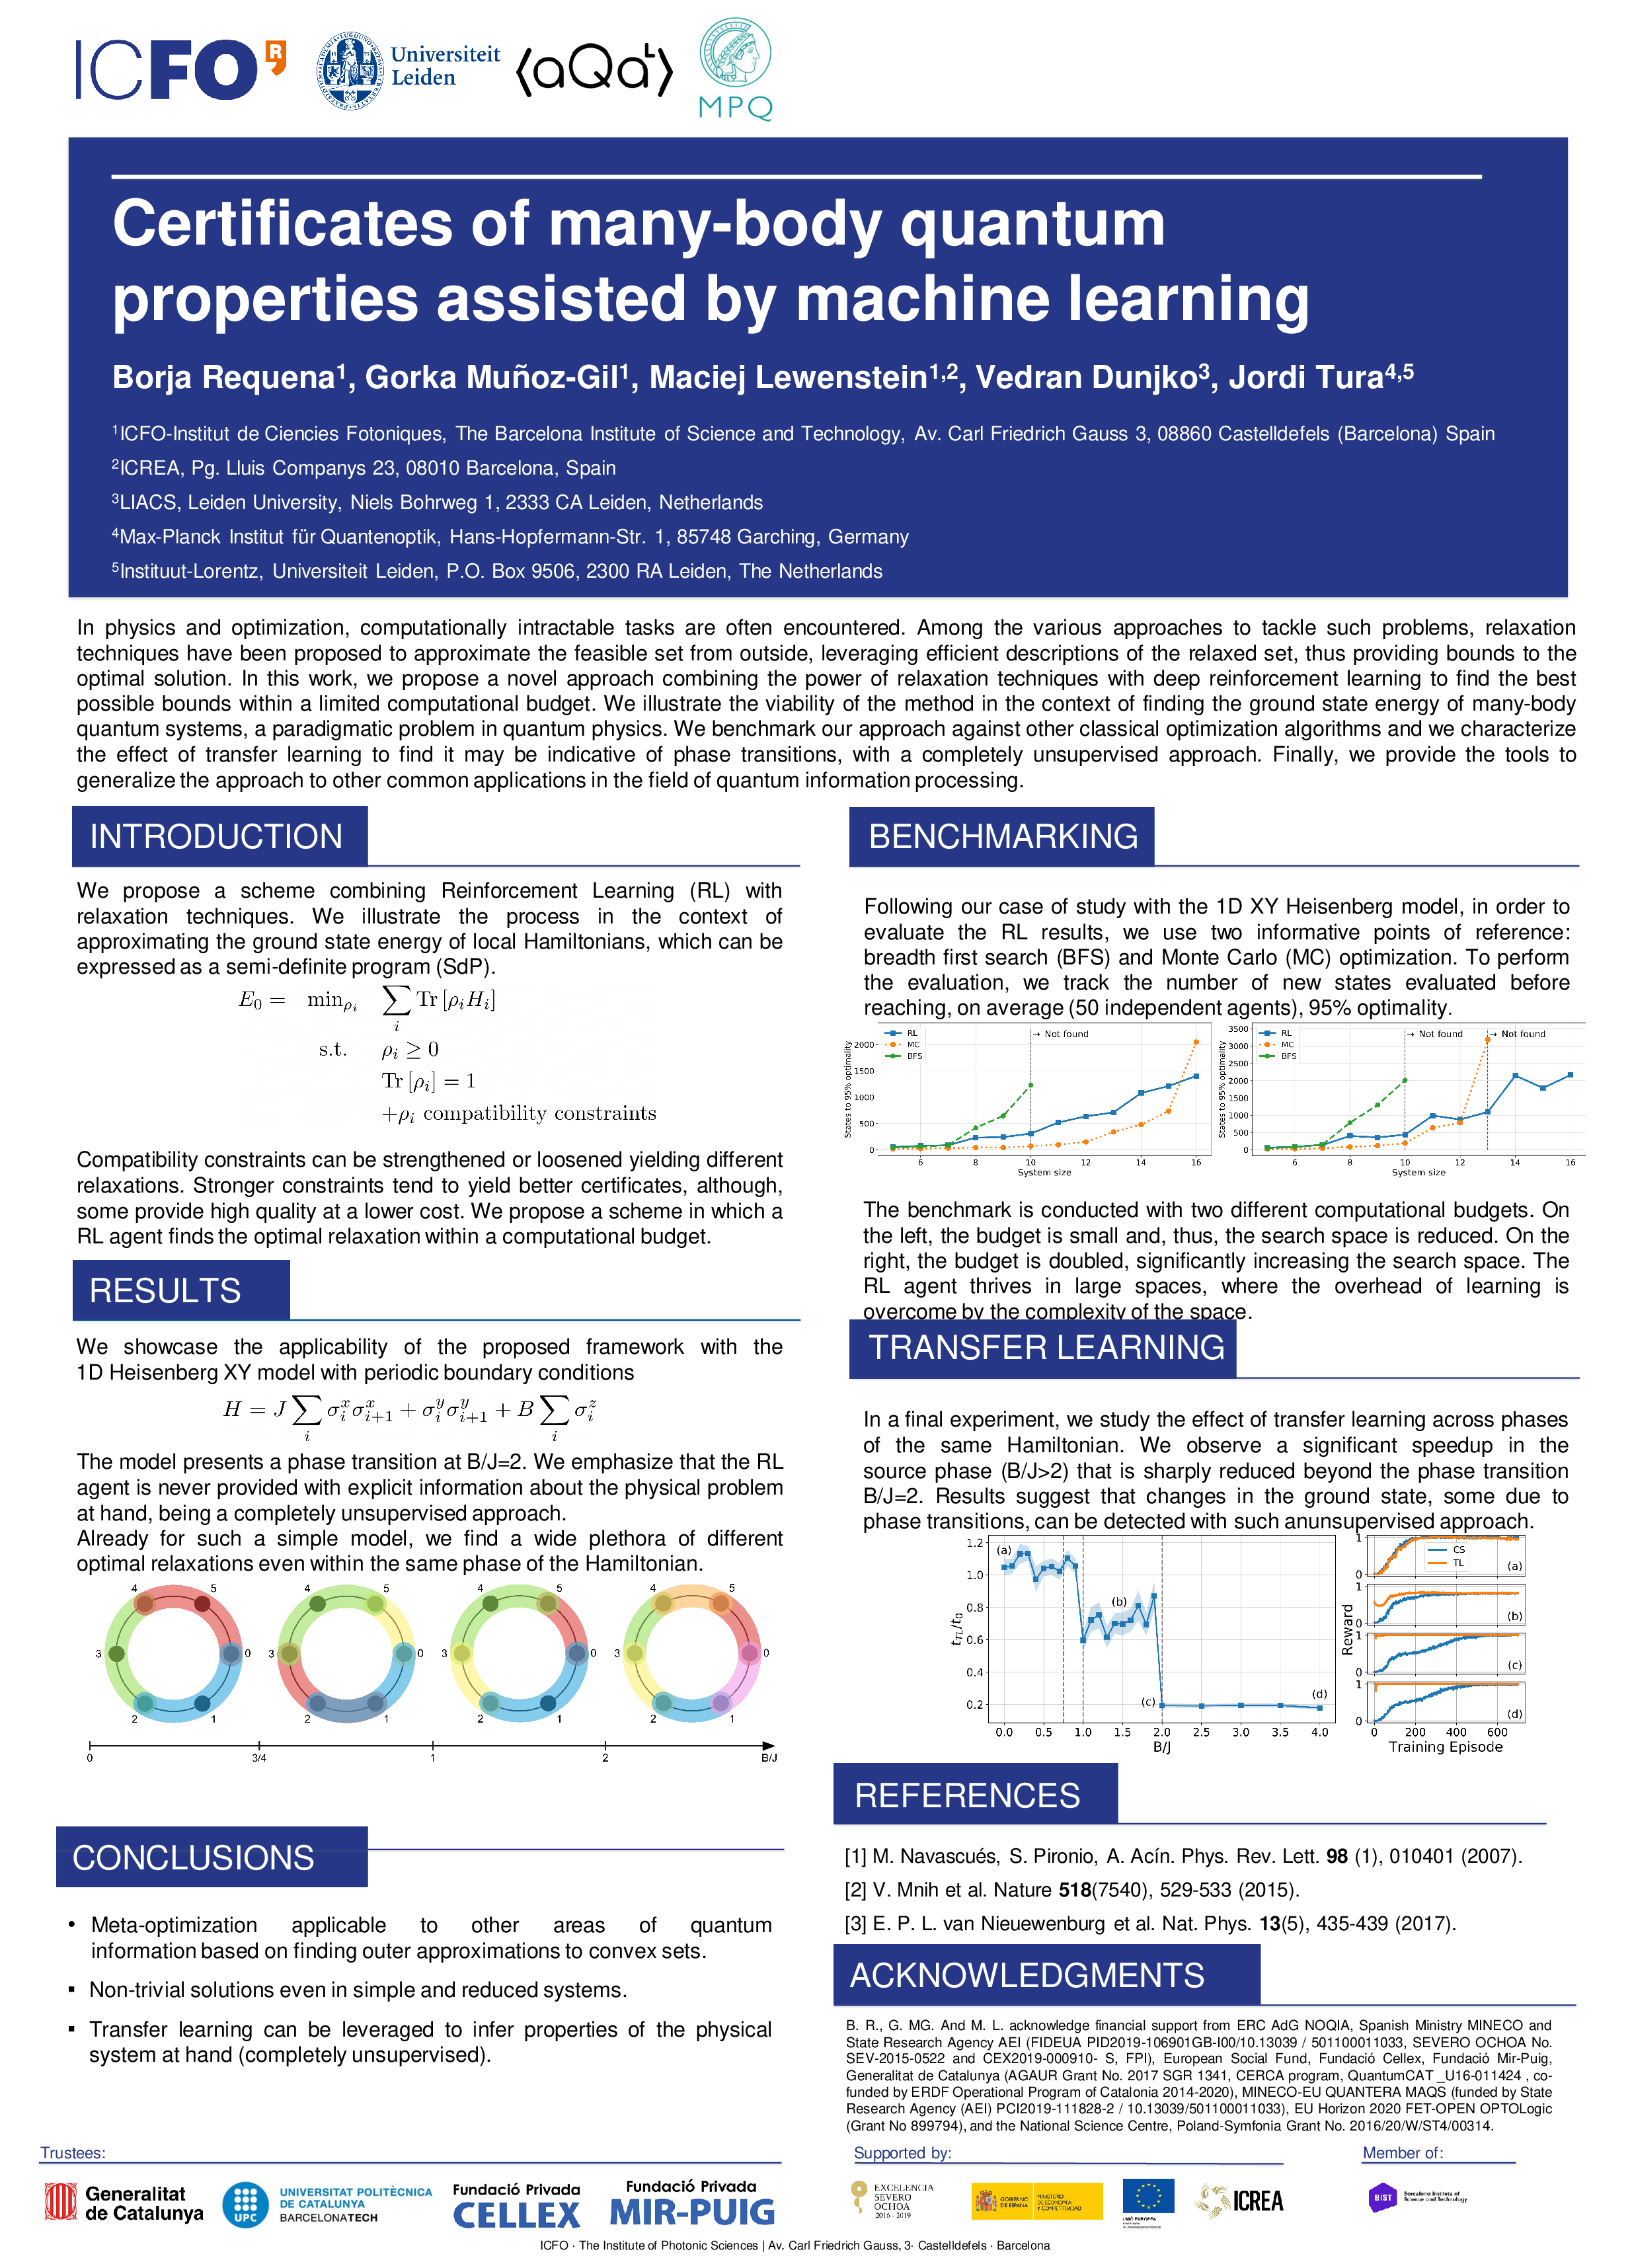 ICFO R
Universiteit
Leiden
⟨aQaL⟩
MPQ
Certificates of many-body quantum
properties assisted by machine learning
Borja Requena¹, Gorka Muñoz-Gil¹, Maciej Lewenstein¹,², Vedran Dunjko³, Jordi Tura⁴,⁵
¹ICFO-Institut de Ciencies Fotoniques, The Barcelona Institute of Science and Technology, Av. Carl Friedrich Gauss 3, 08860 Castelldefels (Barcelona) Spain
²ICREA, Pg. Lluis Companys 23, 08010 Barcelona, Spain
³LIACS, Leiden University, Niels Bohrweg 1, 2333 CA Leiden, Netherlands
⁴Max-Planck Institut für Quantenoptik, Hans-Hopfermann-Str. 1, 85748 Garching, Germany
⁵Instituut-Lorentz, Universiteit Leiden, P.O. Box 9506, 2300 RA Leiden, The Netherlands
In physics and optimization, computationally intractable tasks are often encountered. Among the various approaches to tackle such problems, relaxation
techniques have been proposed to approximate the feasible set from outside, leveraging efficient descriptions of the relaxed set, thus providing bounds to the
optimal solution. In this work, we propose a novel approach combining the power of relaxation techniques with deep reinforcement learning to find the best
possible bounds within a limited computational budget. We illustrate the viability of the method in the context of finding the ground state energy of many-body
quantum systems, a paradigmatic problem in quantum physics. We benchmark our approach against other classical optimization algorithms and we characterize
the effect of transfer learning to find it may be indicative of phase transitions, with a completely unsupervised approach. Finally, we provide the tools to
generalize the approach to other common applications in the field of quantum information processing.
INTRODUCTION
We propose a scheme combining Reinforcement Learning (RL) with
relaxation techniques. We illustrate the process in the context of
approximating the ground state energy of local Hamiltonians, which can be
expressed as a semi-definite program (SdP).
E₀ = min_ρᵢ ∑ᵢ Tr [ρᵢHᵢ]
s.t. ρᵢ ≥ 0
Tr [ρᵢ] = 1
+ρᵢ compatibility constraints
Compatibility constraints can be strengthened or loosened yielding different
relaxations. Stronger constraints tend to yield better certificates, although,
some provide high quality at a lower cost. We propose a scheme in which a
RL agent finds the optimal relaxation within a computational budget.
RESULTS
We showcase the applicability of the proposed framework with the
1D Heisenberg XY model with periodic boundary conditions
H = J ∑ᵢ σᵢˣσᵢ₊₁ˣ + σᵢʸσᵢ₊₁ʸ + B ∑ᵢ σᵢᶻ
The model presents a phase transition at B/J=2. We emphasize that the RL
agent is never provided with explicit information about the physical problem
at hand, being a completely unsupervised approach.
Already for such a simple model, we find a wide plethora of different
optimal relaxations even within the same phase of the Hamiltonian.
4 5 4 5 4 5 4 5
3 0 3 0 3 0 3 0
2 1 2 1 2 1 2 1
0 3/4 1 2 B/J
CONCLUSIONS
• Meta-optimization applicable to other areas of quantum
information based on finding outer approximations to convex sets.
▪ Non-trivial solutions even in simple and reduced systems.
▪ Transfer learning can be leveraged to infer properties of the physical
system at hand (completely unsupervised).
BENCHMARKING
Following our case of study with the 1D XY Heisenberg model, in order to
evaluate the RL results, we use two informative points of reference:
breadth first search (BFS) and Monte Carlo (MC) optimization. To perform
the evaluation, we track the number of new states evaluated before
reaching, on average (50 independent agents), 95% optimality.
States to 95% optimality
2000
1500
1000
500
0
RL
MC
BFS
→ Not found
6 8 10 12 14 16
System size
States to 95% optimality
3500
3000
2500
2000
1500
1000
500
0
RL
MC
BFS
→ Not found
→ Not found
6 8 10 12 14 16
System size
The benchmark is conducted with two different computational budgets. On
the left, the budget is small and, thus, the search space is reduced. On the
right, the budget is doubled, significantly increasing the search space. The
RL agent thrives in large spaces, where the overhead of learning is
overcome by the complexity of the space.
TRANSFER LEARNING
In a final experiment, we study the effect of transfer learning across phases
of the same Hamiltonian. We observe a significant speedup in the
source phase (B/J>2) that is sharply reduced beyond the phase transition
B/J=2. Results suggest that changes in the ground state, some due to
phase transitions, can be detected with such anunsupervised approach.
t_TL/t₀
1.2
1.0
0.8
0.6
0.4
0.2
(a)
(b)
(c)
(d)
0.0 0.5 1.0 1.5 2.0 2.5 3.0 3.5 4.0
B/J
Reward
1
0
CS
TL
(a)
1
0
(b)
1
0
(c)
1
0
(d)
0 200 400 600
Training Episode
REFERENCES
[1] M. Navascués, S. Pironio, A. Acín. Phys. Rev. Lett. 98 (1), 010401 (2007).
[2] V. Mnih et al. Nature 518(7540), 529-533 (2015).
[3] E. P. L. van Nieuewenburg et al. Nat. Phys. 13(5), 435-439 (2017).
ACKNOWLEDGMENTS
B. R., G. MG. And M. L. acknowledge financial support from ERC AdG NOQIA, Spanish Ministry MINECO and
State Research Agency AEI (FIDEUA PID2019-106901GB-I00/10.13039 / 501100011033, SEVERO OCHOA No.
SEV-2015-0522 and CEX2019-000910- S, FPI), European Social Fund, Fundació Cellex, Fundació Mir-Puig,
Generalitat de Catalunya (AGAUR Grant No. 2017 SGR 1341, CERCA program, QuantumCAT _U16-011424 , co-
funded by ERDF Operational Program of Catalonia 2014-2020), MINECO-EU QUANTERA MAQS (funded by State
Research Agency (AEI) PCI2019-111828-2 / 10.13039/501100011033), EU Horizon 2020 FET-OPEN OPTOLogic
(Grant No 899794), and the National Science Centre, Poland-Symfonia Grant No. 2016/20/W/ST4/00314.
Trustees:
Generalitat
de Catalunya
UPC
UNIVERSITAT POLITÈCNICA
DE CATALUNYA
BARCELONATECH
Fundació Privada
CELLEX
Fundació Privada
MIR-PUIG
Supported by:
EXCELENCIA
SEVERO
OCHOA
2016 - 2019
GOBIERNO
DE ESPAÑA
MINISTERIO
DE ECONOMÍA
Y COMPETITIVIDAD
UNIÓ EUROPEA
ICREA
Member of:
BIST
Barcelona Institute of
Science and Technology
ICFO · The Institute of Photonic Sciences | Av. Carl Friedrich Gauss, 3· Castelldefels · Barcelona